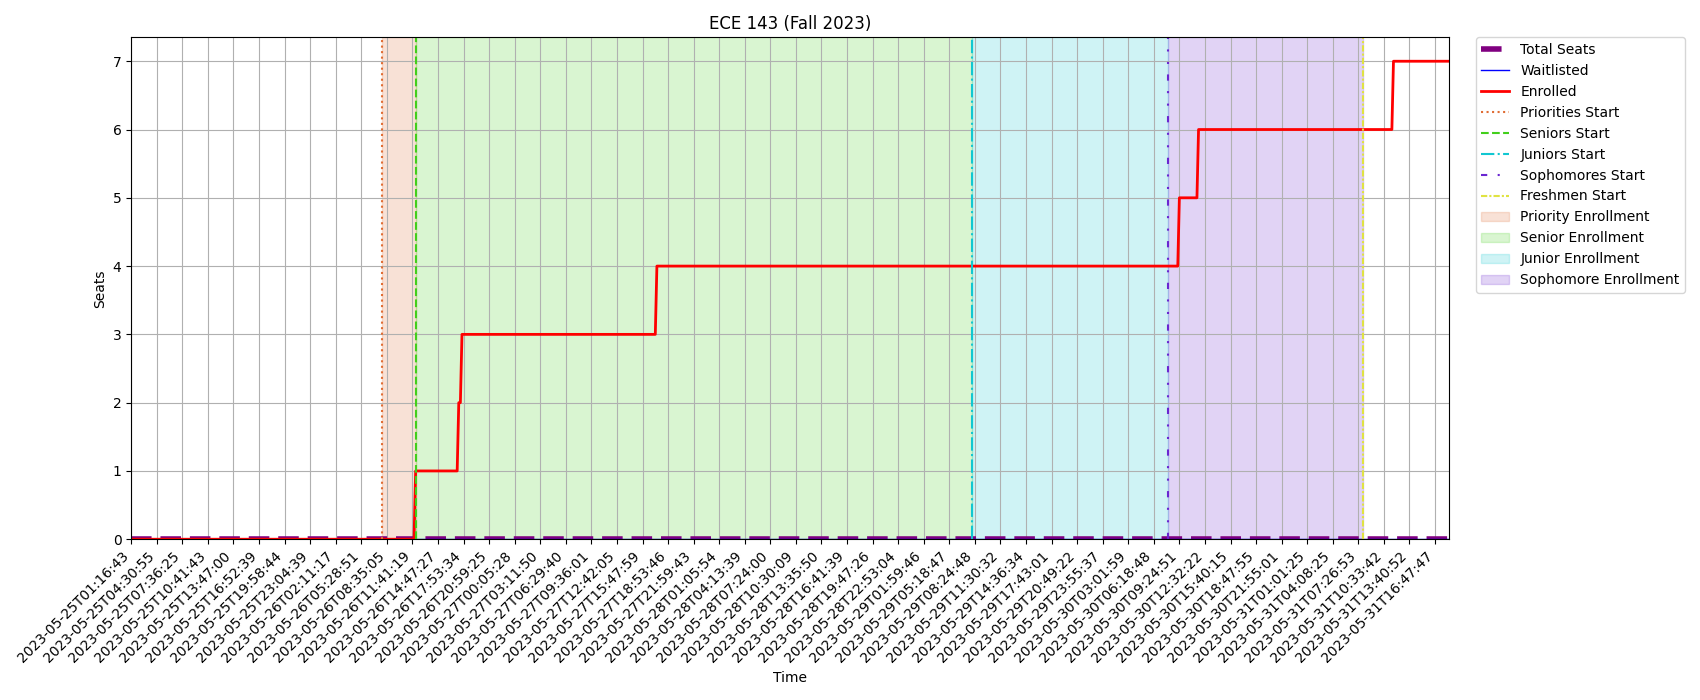 ECE 143 (Fall 2023)
7
6
5
4
3
2
1
0
Seats
2023-05-25T01:16:43
2023-05-25T04:30:55
2023-05-25T07:36:25
2023-05-25T10:41:43
2023-05-25T13:47:00
2023-05-25T16:52:39
2023-05-25T19:58:44
2023-05-25T23:04:39
2023-05-26T02:11:17
2023-05-26T05:28:51
2023-05-26T08:35:05
2023-05-26T11:41:19
2023-05-26T14:47:27
2023-05-26T17:53:34
2023-05-26T20:59:25
2023-05-27T00:05:28
2023-05-27T03:11:50
2023-05-27T06:29:40
2023-05-27T09:36:01
2023-05-27T12:42:05
2023-05-27T15:47:59
2023-05-27T18:53:46
2023-05-27T21:59:43
2023-05-28T01:05:54
2023-05-28T04:13:39
2023-05-28T07:24:00
2023-05-28T10:30:09
2023-05-28T13:35:50
2023-05-28T16:41:39
2023-05-28T19:47:26
2023-05-28T22:53:04
2023-05-29T01:59:46
2023-05-29T05:18:47
2023-05-29T08:24:48
2023-05-29T11:30:32
2023-05-29T14:36:34
2023-05-29T17:43:01
2023-05-29T20:49:22
2023-05-29T23:55:37
2023-05-30T03:01:59
2023-05-30T06:18:48
2023-05-30T09:24:51
2023-05-30T12:32:22
2023-05-30T15:40:15
2023-05-30T18:47:55
2023-05-30T21:55:01
2023-05-31T01:01:25
2023-05-31T04:08:25
2023-05-31T07:26:53
2023-05-31T10:33:42
2023-05-31T13:40:52
2023-05-31T16:47:47
Time
Total Seats
Waitlisted
Enrolled
Priorities Start
Seniors Start
Juniors Start
Sophomores Start
Freshmen Start
Priority Enrollment
Senior Enrollment
Junior Enrollment
Sophomore Enrollment